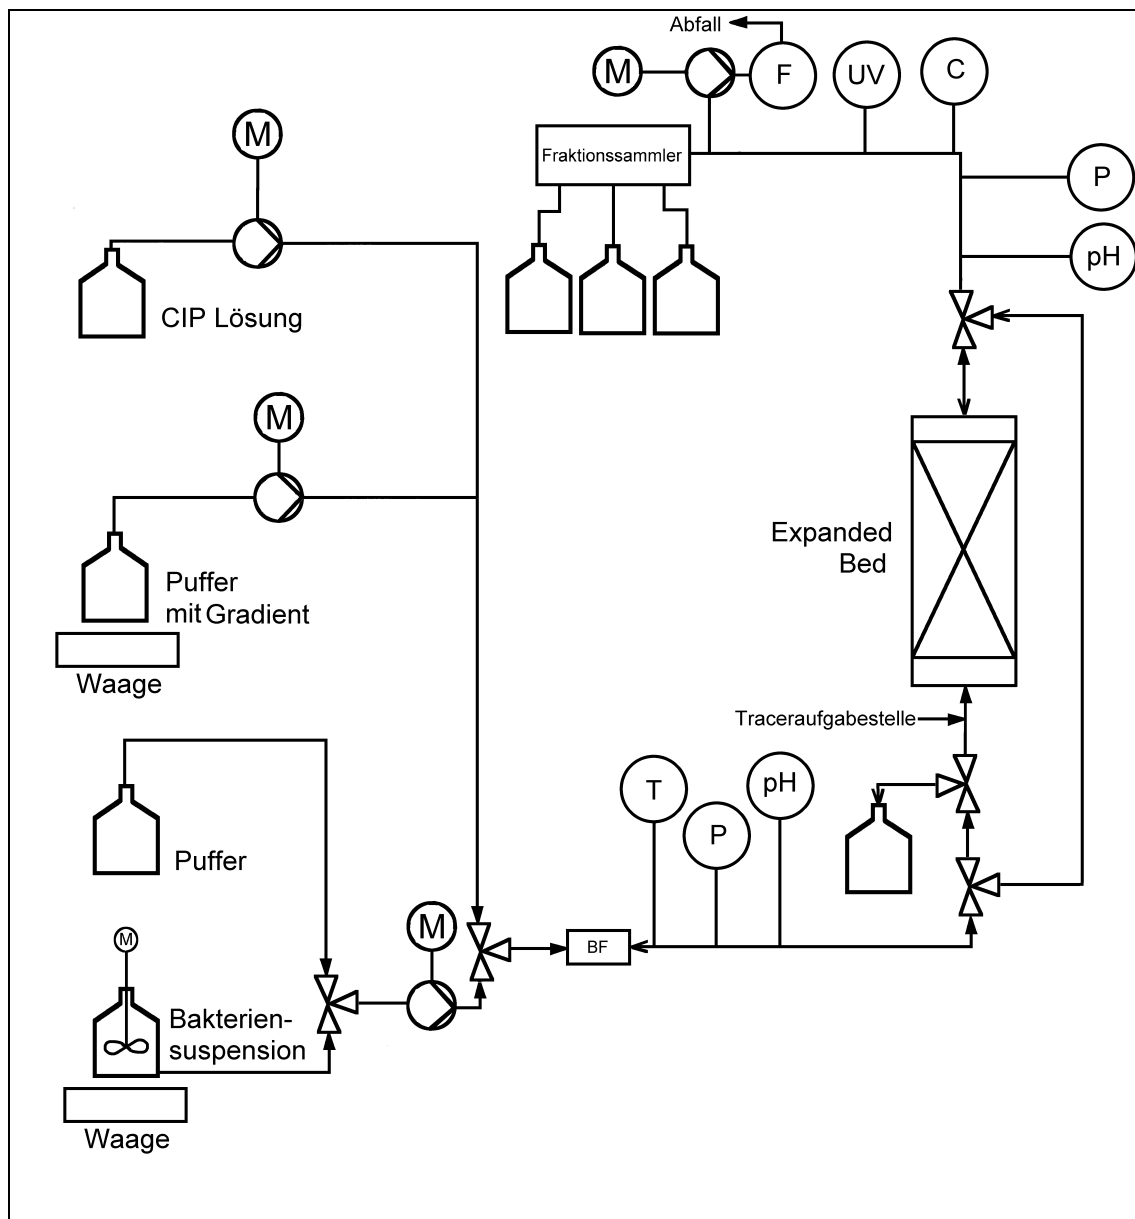 Abfall
M
F
UV
C
M
Fraktionssammler
P
pH
CIP Lösung
M
Expanded
Bed
Puffer
mit Gradient
Waage
Traceraufgabestelle
T
P
pH
Puffer
M
M
BF
Bakterien-
suspension
Waage